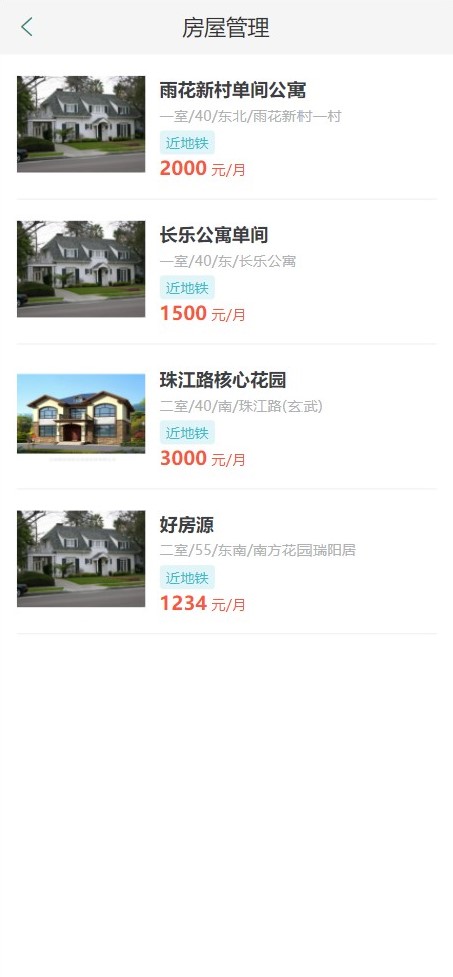 房屋管理
雨花新村单间公寓
一室/40/东北/雨花新村一村
近地铁
2000 元/月
长乐公寓单间
一室/40/东/长乐公寓
近地铁
1500 元/月
珠江路核心花园
二室/40/南/珠江路(玄武)
近地铁
3000 元/月
好房源
二室/55/东南/南方花园瑞阳居
近地铁
1234 元/月